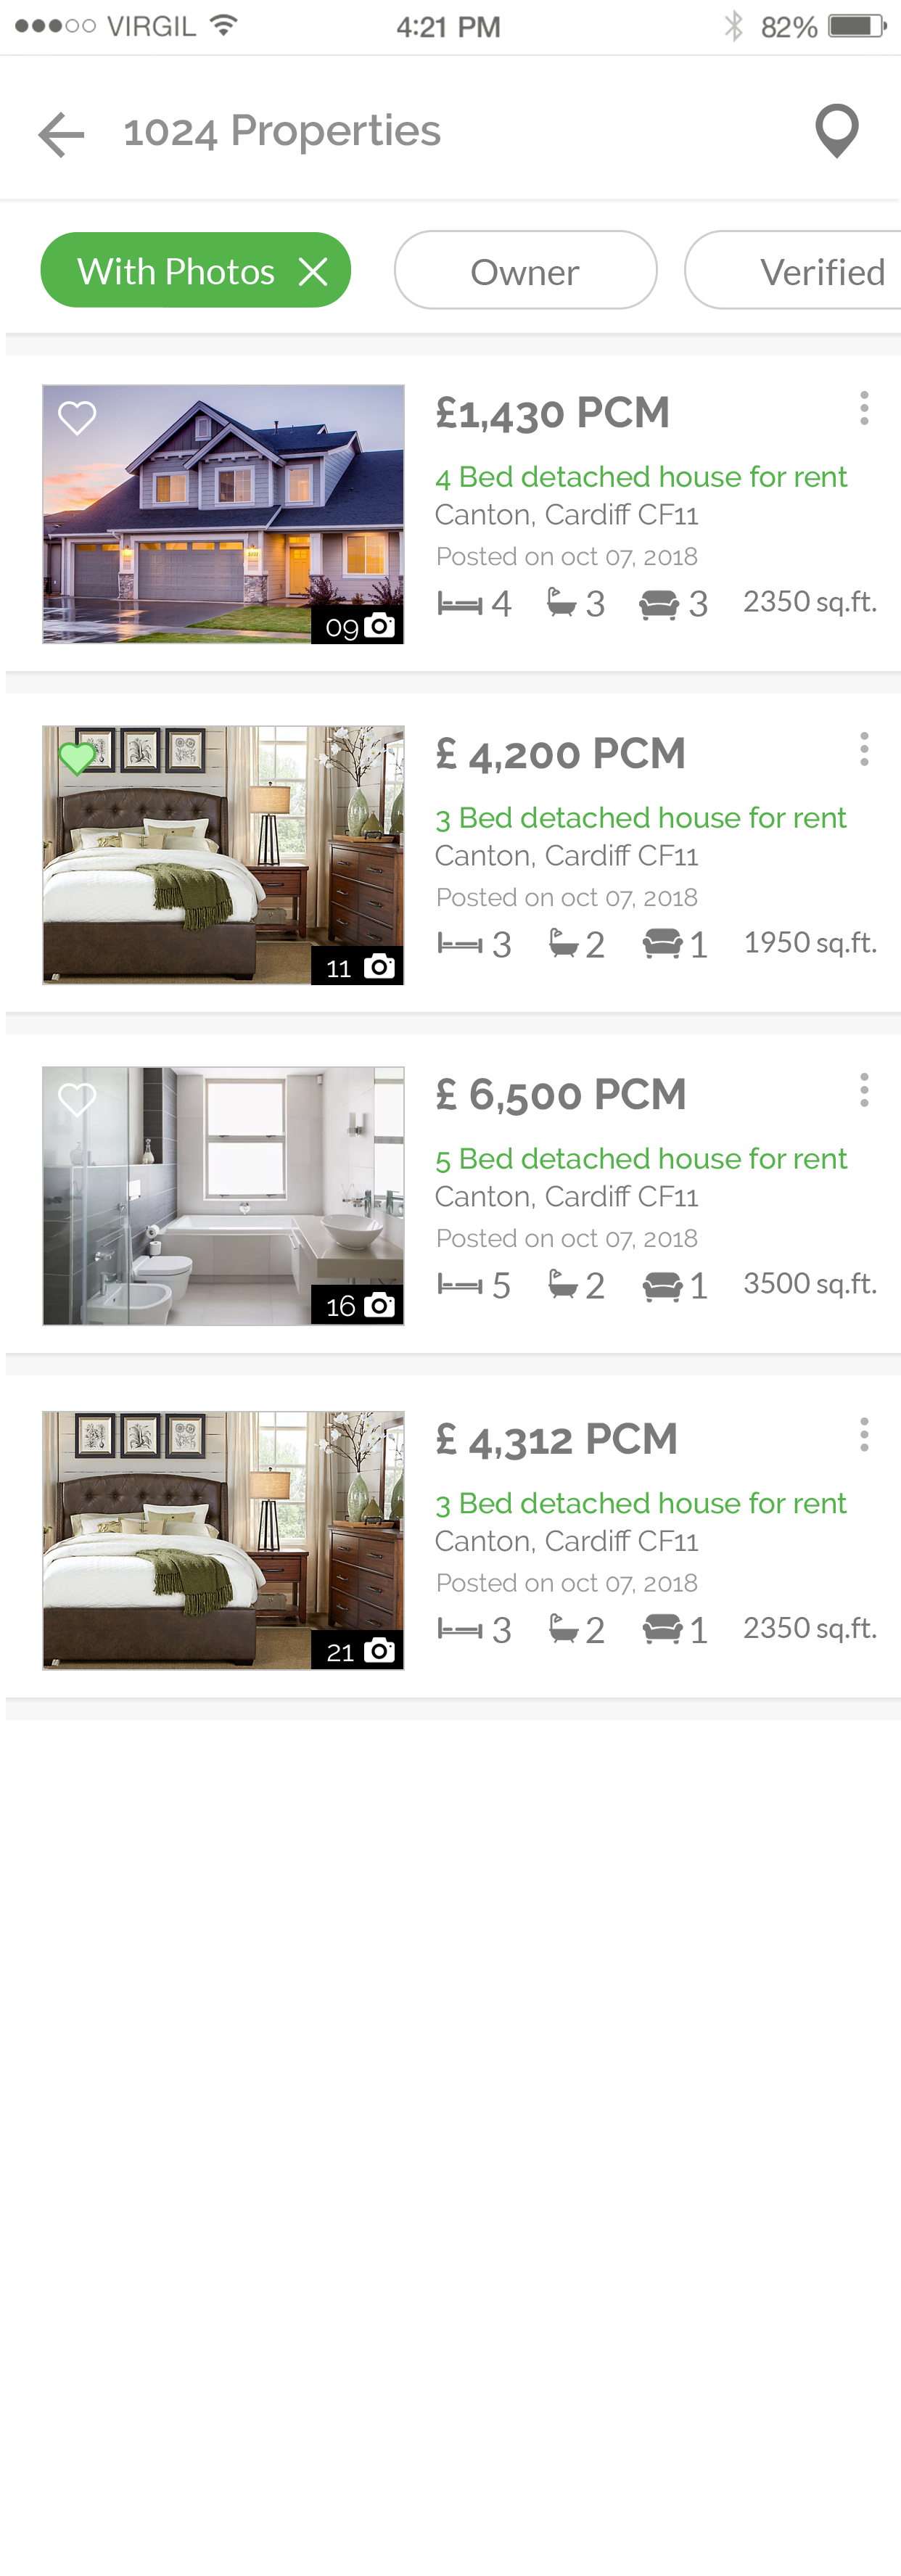 VIRGIL 4:21 PM 82%
1024 Properties
With Photos Owner Verified
£1,430 PCM
4 Bed detached house for rent
Canton, Cardiff CF11
Posted on oct 07, 2018
4 3 3 2350 sq.ft.
09
£ 4,200 PCM
3 Bed detached house for rent
Canton, Cardiff CF11
Posted on oct 07, 2018
3 2 1 1950 sq.ft.
11
£ 6,500 PCM
5 Bed detached house for rent
Canton, Cardiff CF11
Posted on oct 07, 2018
5 2 1 3500 sq.ft.
16
£ 4,312 PCM
3 Bed detached house for rent
Canton, Cardiff CF11
Posted on oct 07, 2018
3 2 1 2350 sq.ft.
21